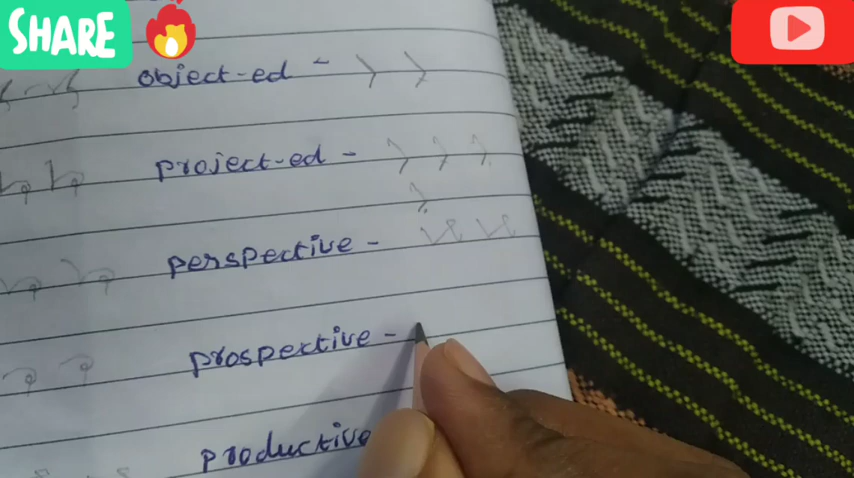 SHARE
object-ed -
project-ed -
perspective -
prospective -
productive